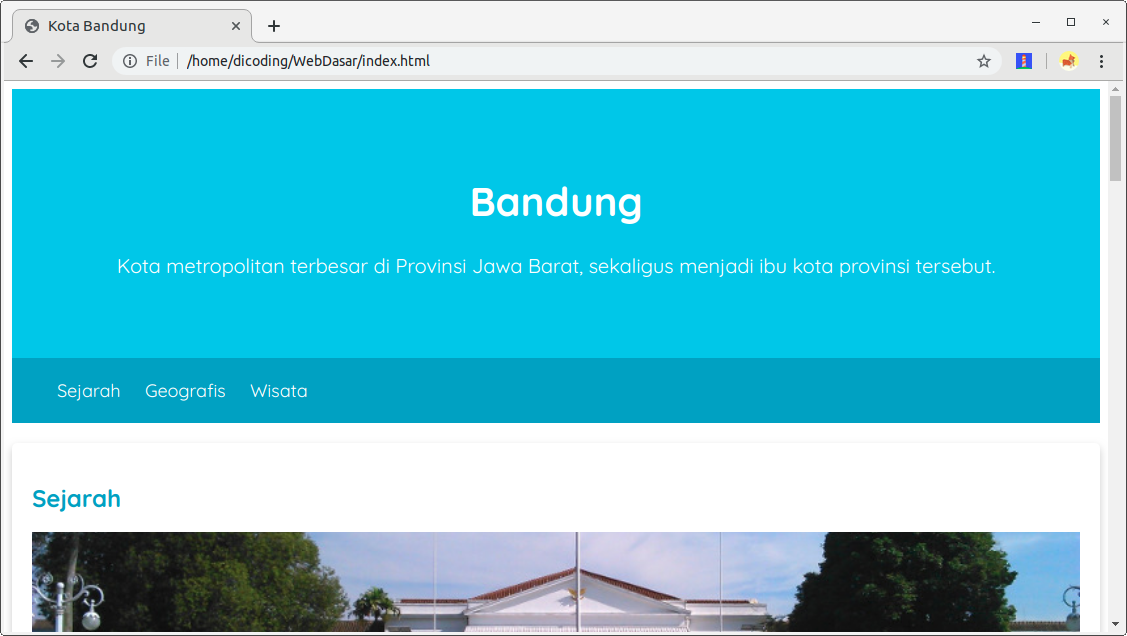 Kota Bandung
File /home/dicoding/WebDasar/index.html
Bandung
Kota metropolitan terbesar di Provinsi Jawa Barat, sekaligus menjadi ibu kota provinsi tersebut.
Sejarah Geografis Wisata
Sejarah